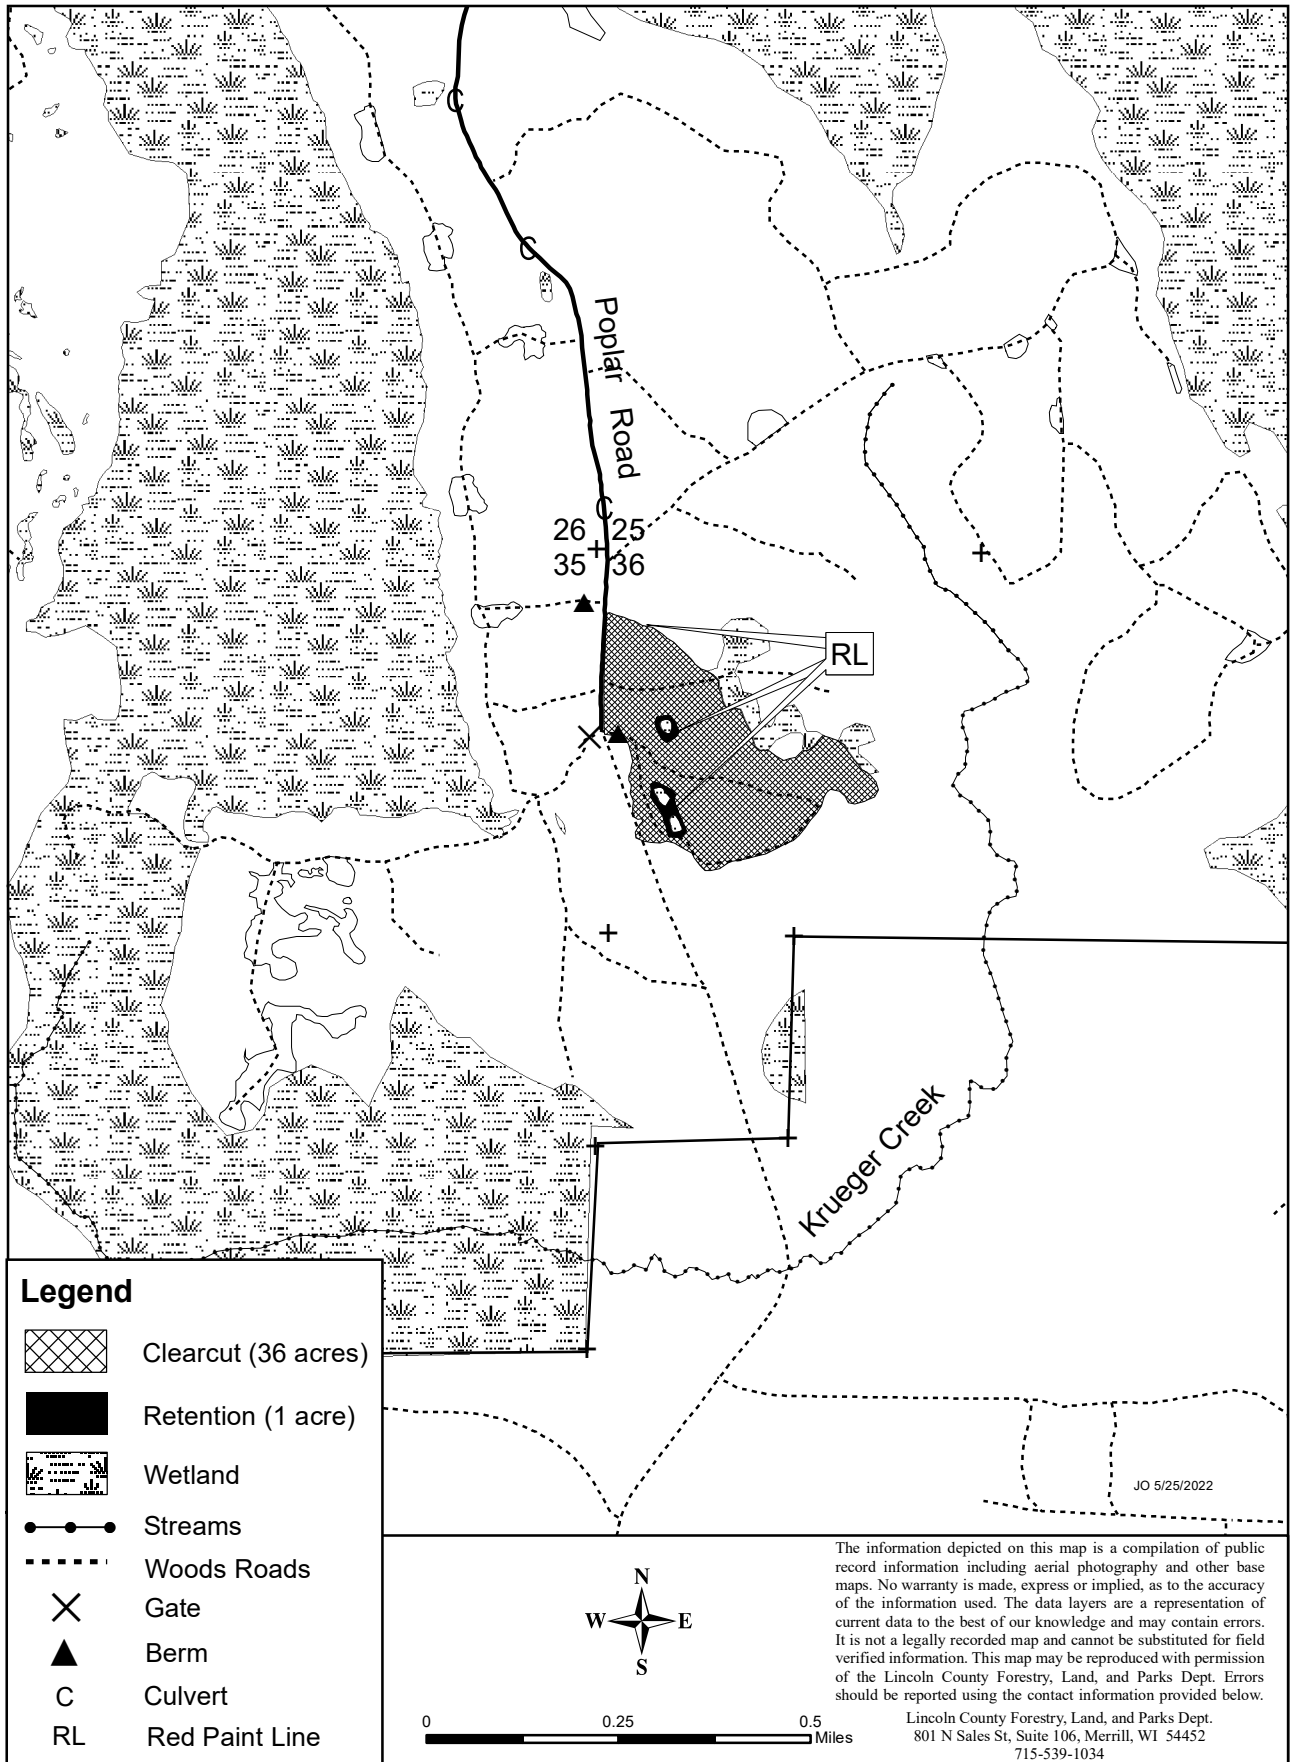 C
C
Poplar Road
C
26 25
35 36
RL
Krueger Creek
Legend
Clearcut (36 acres)
Retention (1 acre)
Wetland
Streams
Woods Roads
Gate
Berm
C Culvert
RL Red Paint Line
JO 5/25/2022
N
W E
S
0 0.25 0.5
Miles
The information depicted on this map is a compilation of public
record information including aerial photography and other base
maps. No warranty is made, express or implied, as to the accuracy
of the information used. The data layers are a representation of
current data to the best of our knowledge and may contain errors.
It is not a legally recorded map and cannot be substituted for field
verified information. This map may be reproduced with permission
of the Lincoln County Forestry, Land, and Parks Dept. Errors
should be reported using the contact information provided below.
Lincoln County Forestry, Land, and Parks Dept.
801 N Sales St, Suite 106, Merrill, WI 54452
715-539-1034